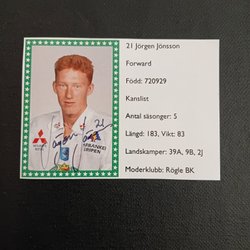 21 Jörgen Jönsson
Forward
Född: 720929
Kanslist
Antal säsonger: 5
Längd: 183, Vikt: 83
Landskamper: 39A, 9B, 2J
Moderklubb: Rögle BK
21